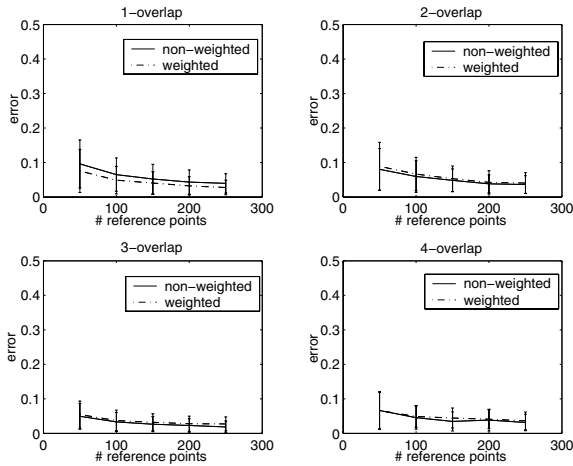 1−overlap
0.5
0.4
0.3
0.2
0.1
0
error
non−weighted
weighted
0
100
200
300
# reference points
2−overlap
0.5
0.4
0.3
0.2
0.1
0
error
non−weighted
weighted
0
100
200
300
# reference points
3−overlap
0.5
0.4
0.3
0.2
0.1
0
error
non−weighted
weighted
0
100
200
300
# reference points
4−overlap
0.5
0.4
0.3
0.2
0.1
0
error
non−weighted
weighted
0
100
200
300
# reference points